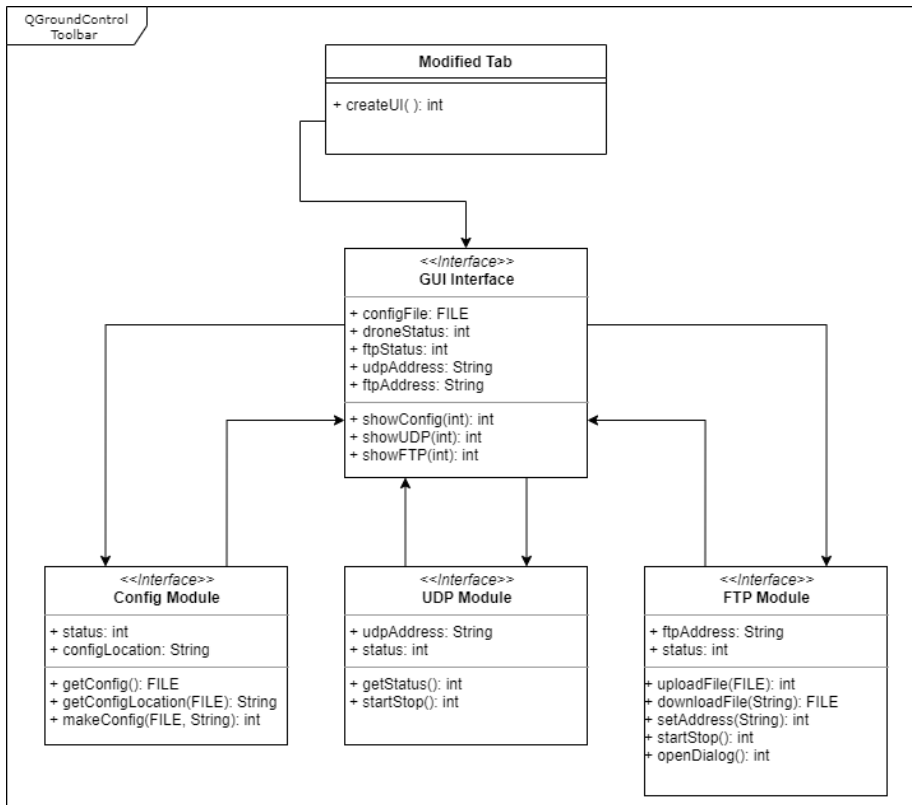 QGroundControl
Toolbar
Modified Tab
+ createUI( ): int
<<Interface>>
GUI Interface
+ configFile: FILE
+ droneStatus: int
+ ftpStatus: int
+ udpAddress: String
+ ftpAddress: String
+ showConfig(int): int
+ showUDP(int): int
+ showFTP(int): int
<<Interface>>
Config Module
+ status: int
+ configLocation: String
+ getConfig(): FILE
+ getConfigLocation(FILE): String
+ makeConfig(FILE, String): int
<<Interface>>
UDP Module
+ udpAddress: String
+ status: int
+ getStatus(): int
+ startStop(): int
<<Interface>>
FTP Module
+ ftpAddress: String
+ status: int
+ uploadFile(FILE): int
+ downloadFile(String): FILE
+ setAddress(String): int
+ startStop(): int
+ openDialog(): int